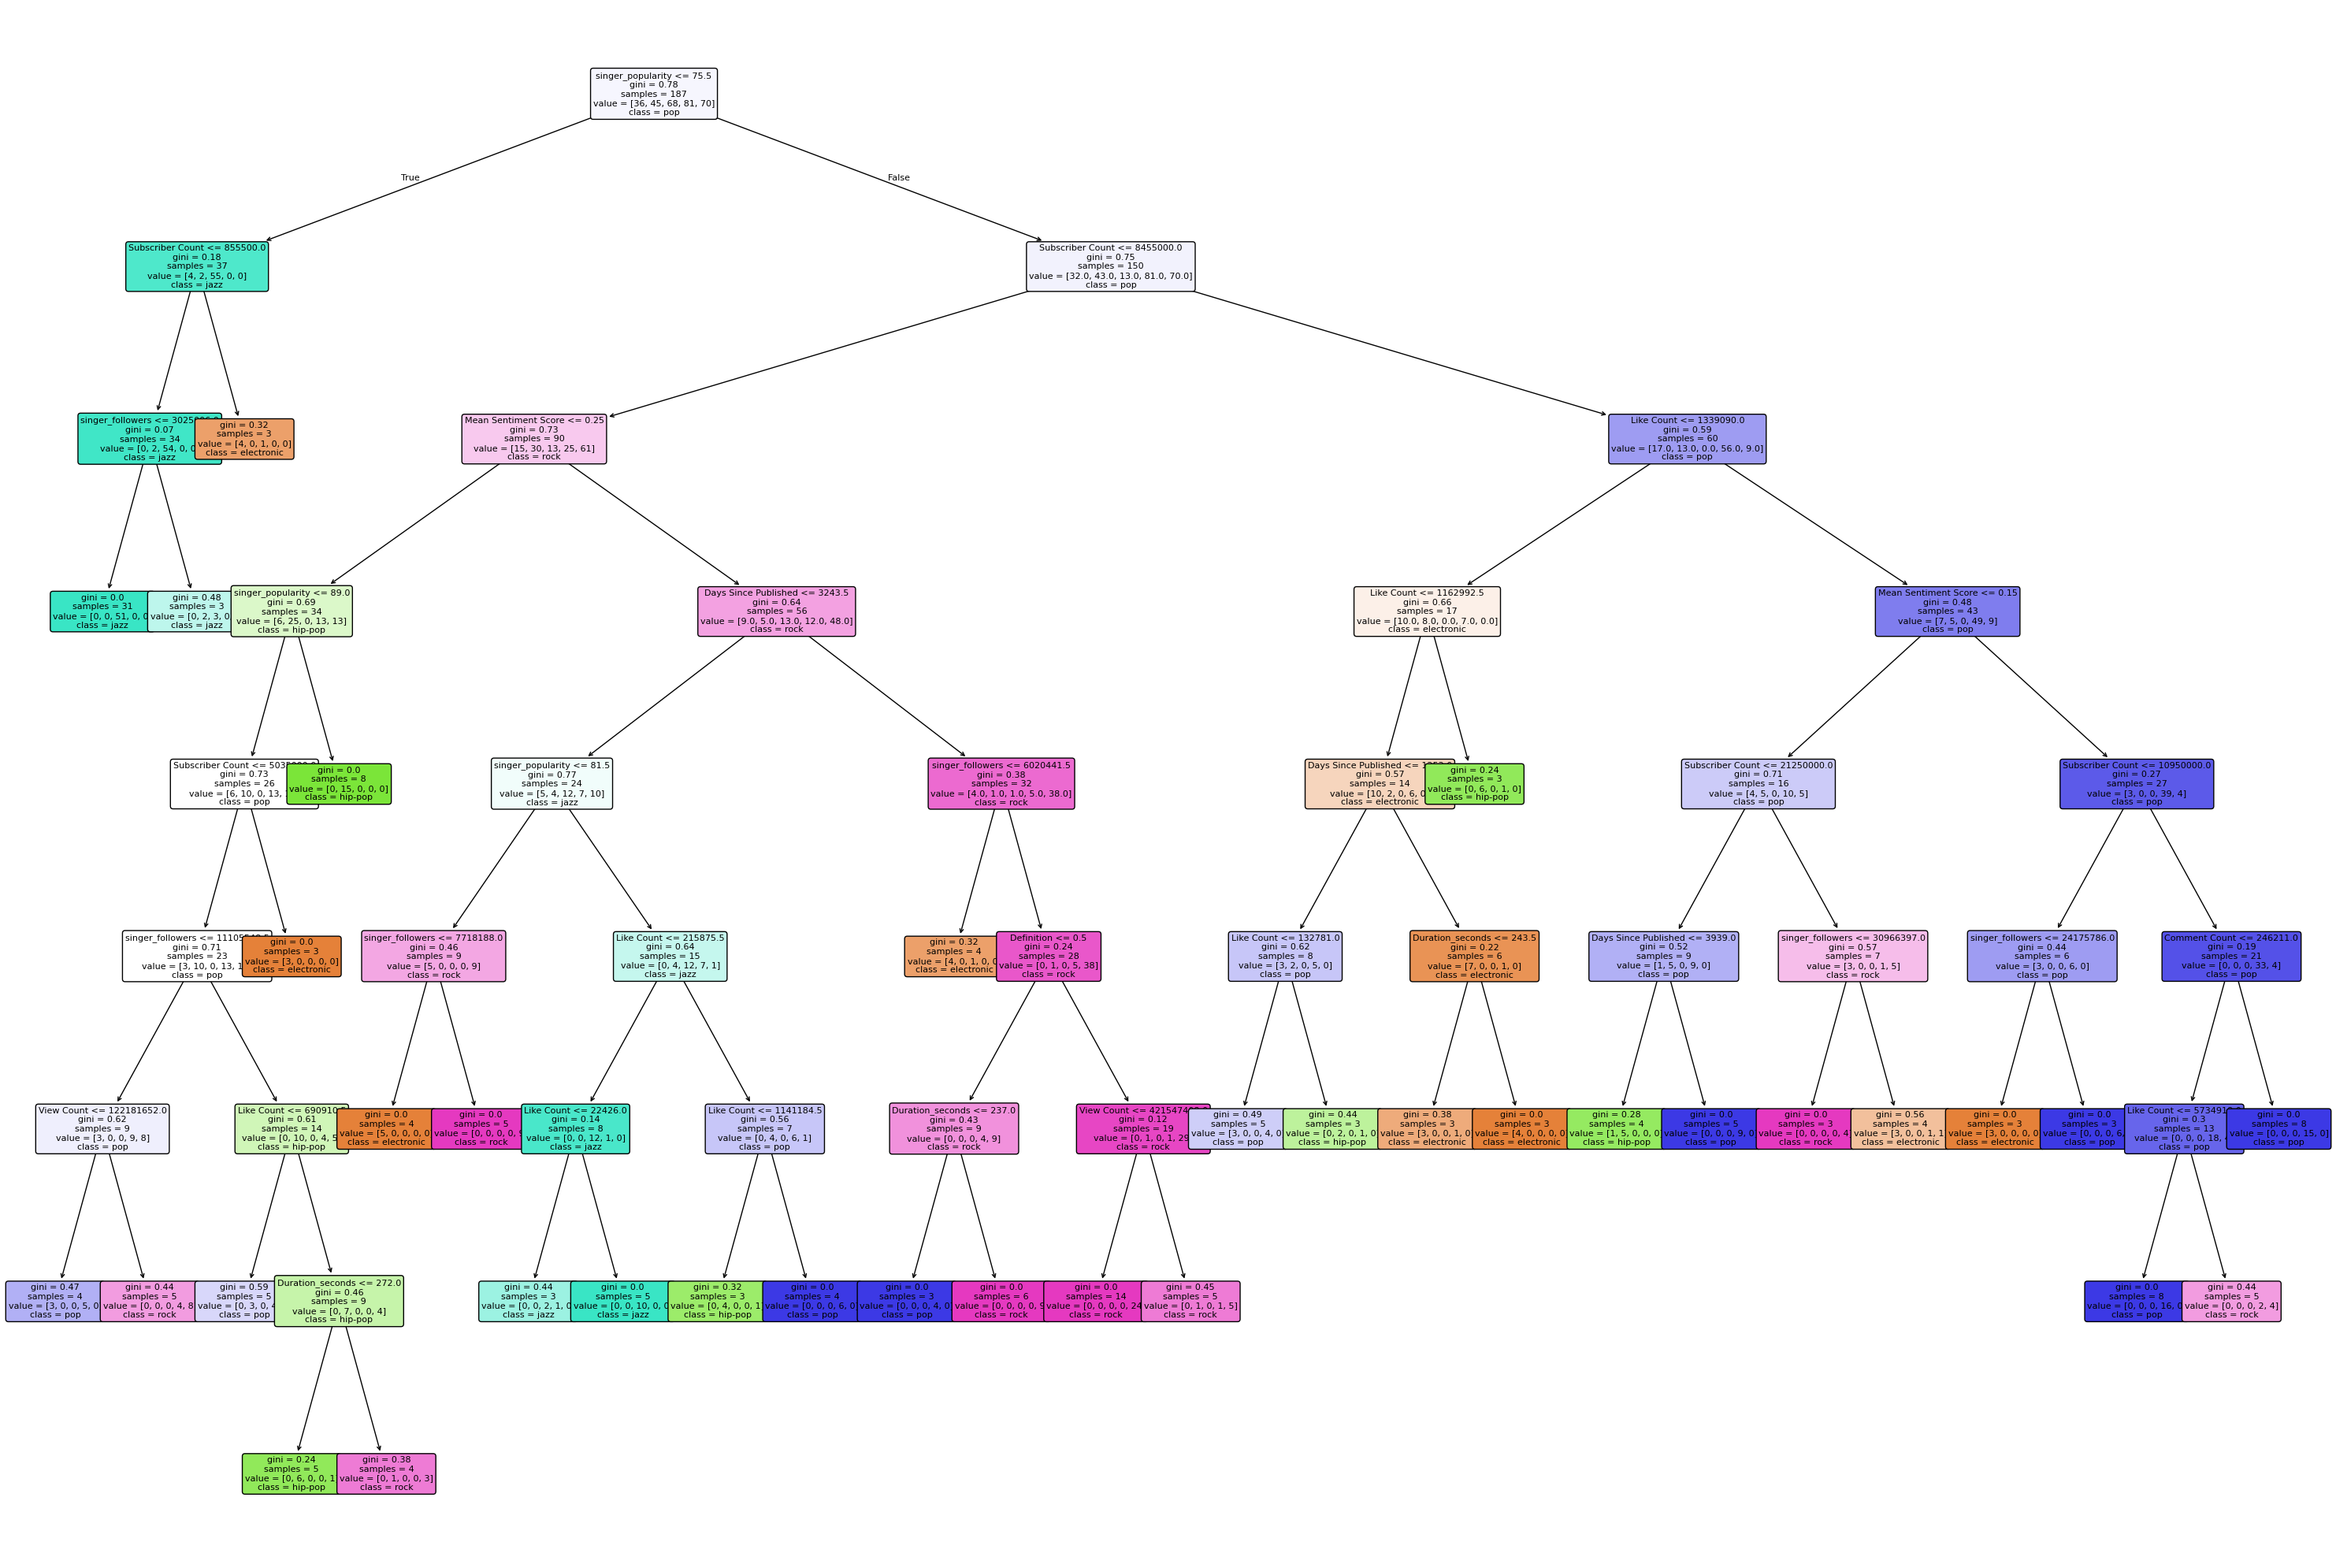 singer_popularity <= 75.5
gini = 0.78
samples = 187
value = [36, 45, 68, 81, 70]
class = pop
True
False
Subscriber Count <= 855500.0
gini = 0.18
samples = 37
value = [4, 2, 55, 0, 0]
class = jazz
Subscriber Count <= 8455000.0
gini = 0.75
samples = 150
value = [32.0, 43.0, 13.0, 81.0, 70.0]
class = pop
singer_followers <=
gini = 0.07
samples = 34
value = [0, 2, 54, 0,
class = jazz
gini = 0.32
samples = 3
value = [4, 0, 1, 0, 0]
class = electronic
Mean Sentiment Score <= 0.25
gini = 0.73
samples = 90
value = [15, 30, 13, 25, 61]
class = rock
Like Count <= 1339090.0
gini = 0.59
samples = 60
value = [17.0, 13.0, 0.0, 56.0, 9.0]
class = pop
gini = 0.0
samples = 31
value = [0, 0, 51, 0,
class = jazz
gini = 0.48
samples = 3
value = [0, 2, 3, 0,
class = jazz
singer_popularity <= 89.0
gini = 0.69
samples = 34
value = [6, 25, 0, 13, 13]
class = hip-pop
Days Since Published <= 3243.5
gini = 0.64
samples = 56
value = [9.0, 5.0, 13.0, 12.0, 48.0]
class = rock
Like Count <= 1162992.5
gini = 0.66
samples = 17
value = [10.0, 8.0, 0.0, 7.0, 0.0]
class = electronic
Mean Sentiment Score <= 0.15
gini = 0.48
samples = 43
value = [7, 5, 0, 49, 9]
class = pop
Subscriber Count <=
gini = 0.73
samples = 26
value = [6, 10, 0, 13,
class = pop
gini = 0.0
samples = 8
value = [0, 15, 0, 0, 0]
class = hip-pop
singer_popularity <= 81.5
gini = 0.77
samples = 24
value = [5, 4, 12, 7, 10]
class = jazz
singer_followers <= 6020441.5
gini = 0.38
samples = 32
value = [4.0, 1.0, 1.0, 5.0, 38.0]
class = rock
Days Since Published <=
gini = 0.57
samples = 14
value = [10, 2, 0, 6,
class = electronic
gini = 0.24
samples = 3
value = [0, 6, 0, 1, 0]
class = hip-pop
Subscriber Count <= 21250000.0
gini = 0.71
samples = 16
value = [4, 5, 0, 10, 5]
class = pop
Subscriber Count <= 10950000.0
gini = 0.27
samples = 27
value = [3, 0, 0, 39, 4]
class = pop
singer_followers <=
gini = 0.71
samples = 23
value = [3, 10, 0, 13,
class = pop
gini = 0.0
samples = 3
value = [3, 0, 0, 0, 0]
class = electronic
singer_followers <= 7718188.0
gini = 0.46
samples = 9
value = [5, 0, 0, 0, 9]
class = rock
Like Count <= 215875.5
gini = 0.64
samples = 15
value = [0, 4, 12, 7, 1]
class = jazz
gini = 0.32
samples = 4
value = [4, 0, 1, 0,
class = electronic
Definition <= 0.5
gini = 0.24
samples = 28
value = [0, 1, 0, 5, 38]
class = rock
Like Count <= 132781.0
gini = 0.62
samples = 8
value = [3, 2, 0, 5, 0]
class = pop
Duration_seconds <= 243.5
gini = 0.22
samples = 6
value = [7, 0, 0, 1, 0]
class = electronic
Days Since Published <= 3939.0
gini = 0.52
samples = 9
value = [1, 5, 0, 9, 0]
class = pop
singer_followers <= 30966397.0
gini = 0.57
samples = 7
value = [3, 0, 0, 1, 5]
class = rock
singer_followers <= 24175786.0
gini = 0.44
samples = 6
value = [3, 0, 0, 6, 0]
class = pop
Comment Count <= 246211.0
gini = 0.19
samples = 21
value = [0, 0, 0, 33, 4]
class = pop
View Count <= 122181652.0
gini = 0.62
samples = 9
value = [3, 0, 0, 9, 8]
class = pop
Like Count <=
gini = 0.61
samples = 14
value = [0, 10, 0, 4,
class = hip-pop
gini = 0.0
samples = 4
value = [5, 0, 0, 0, 0
class = electronic
gini = 0.0
samples = 5
value = [0, 0, 0, 0,
class = rock
Like Count <= 22426.0
gini = 0.14
samples = 8
value = [0, 0, 12, 1, 0]
class = jazz
Like Count <= 1141184.5
gini = 0.56
samples = 7
value = [0, 4, 0, 6, 1]
class = pop
Duration_seconds <= 237.0
gini = 0.43
samples = 9
value = [0, 0, 0, 4, 9]
class = rock
View Count <=
gini = 0.12
samples = 19
value = [0, 1, 0, 1, 29
class = rock
gini = 0.49
samples = 5
value = [3, 0, 0, 4, 0
class = pop
gini = 0.44
samples = 3
value = [0, 2, 0, 1, 0
class = hip-pop
gini = 0.38
samples = 3
value = [3, 0, 0, 1, 0
class = electronic
gini = 0.0
samples = 3
value = [4, 0, 0, 0, 0
class = electronic
gini = 0.28
samples = 4
value = [1, 5, 0, 0, 0
class = hip-pop
gini = 0.0
samples = 5
value = [0, 0, 0, 9, 0
class = pop
gini = 0.0
samples = 3
value = [0, 0, 0, 0, 4
class = rock
gini = 0.56
samples = 4
value = [3, 0, 0, 1, 1
class = electronic
gini = 0.0
samples = 3
value = [3, 0, 0, 0, 0
class = electronic
gini = 0.0
samples = 3
value = [0, 0, 0, 6,
class = pop
Like Count <=
gini = 0.3
samples = 13
value = [0, 0, 0, 18,
class = pop
gini = 0.0
samples = 8
value = [0, 0, 0, 15, 0]
class = pop
gini = 0.47
samples = 4
value = [3, 0, 0, 5, 0
class = pop
gini = 0.44
samples = 5
value = [0, 0, 0, 4, 8
class = rock
gini = 0.59
samples = 5
value = [0, 3, 0, 4
class = pop
Duration_seconds <= 272.0
gini = 0.46
samples = 9
value = [0, 7, 0, 0, 4]
class = hip-pop
gini = 0.44
samples = 3
value = [0, 0, 2, 1, 0
class = jazz
gini = 0.0
samples = 5
value = [0, 0, 10, 0,
class = jazz
gini = 0.32
samples = 3
value = [0, 4, 0, 0, 1
class = hip-pop
gini = 0.0
samples = 4
value = [0, 0, 0, 6, 0
class = pop
gini = 0.0
samples = 3
value = [0, 0, 0, 4, 0
class = pop
gini = 0.0
samples = 6
value = [0, 0, 0, 0, 9
class = rock
gini = 0.0
samples = 14
value = [0, 0, 0, 0, 24
class = rock
gini = 0.45
samples = 5
value = [0, 1, 0, 1, 5]
class = rock
gini = 0.0
samples = 8
value = [0, 0, 0, 16,
class = pop
gini = 0.44
samples = 5
value = [0, 0, 0, 2, 4]
class = rock
gini = 0.24
samples = 5
value = [0, 6, 0, 0, 1
class = hip-pop
gini = 0.38
samples = 4
value = [0, 1, 0, 0, 3]
class = rock